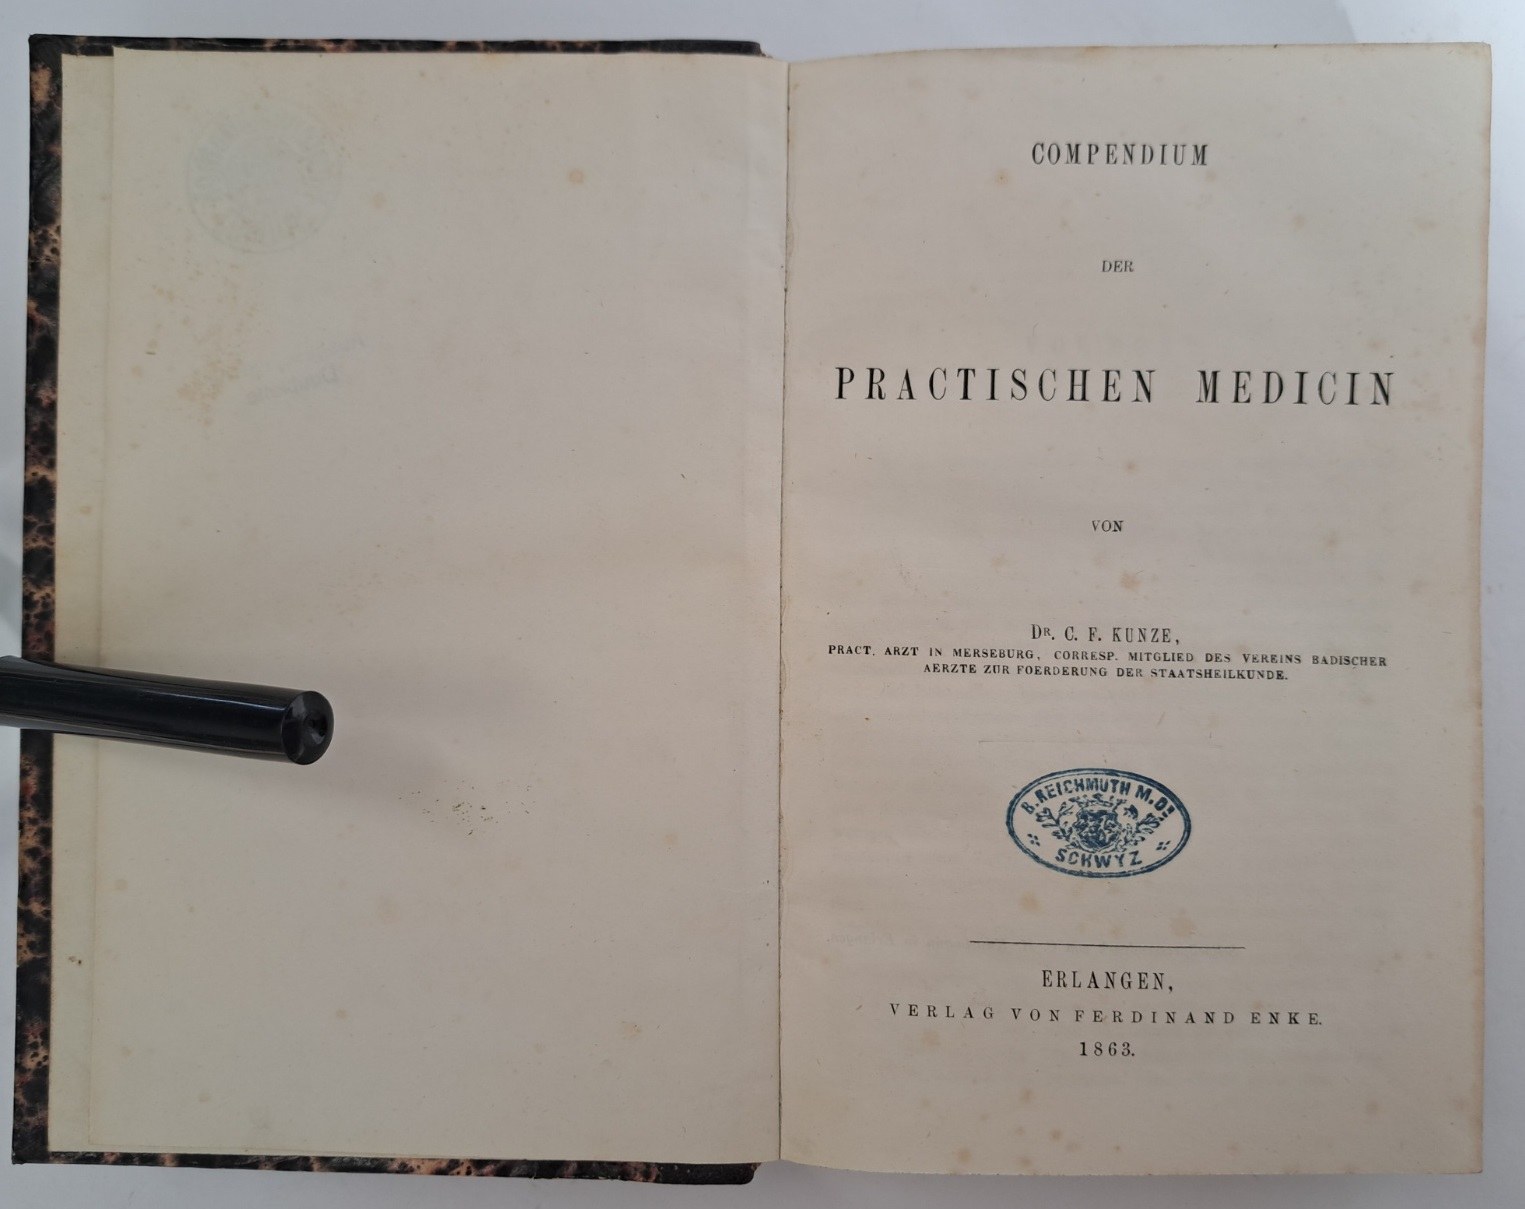 COMPENDIUM
DER
PRACTISCHEN MEDICIN
VON
DR. C. F. KUNZE,
PRACT. ARZT IN MERSEBURG, CORRESP. MITGLIED DES VEREINS BADISCHER
AERZTE ZUR FOERDERUNG DER STAATSHEILKUNDE.
B. REICHMUTH M.D:
SCHWYZ
ERLANGEN,
VERLAG VON FERDINAND ENKE.
1863.